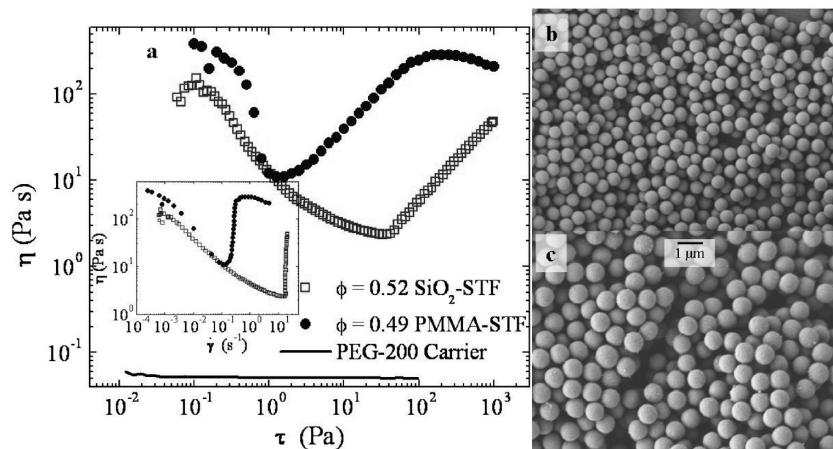 a
10²
10¹
10⁰
10⁻¹
η (Pa s)
10⁻² 10⁻¹ 10⁰ 10¹ 10² 10³
τ (Pa)
η (Pa s)
10²
10¹
10⁰
10⁻⁴ 10⁻³ 10⁻² 10⁻¹ 10⁰ 10¹
γ̇ (s⁻¹)
ϕ = 0.52 SiO₂-STF
ϕ = 0.49 PMMA-STF
PEG-200 Carrier
b
c
1 μm